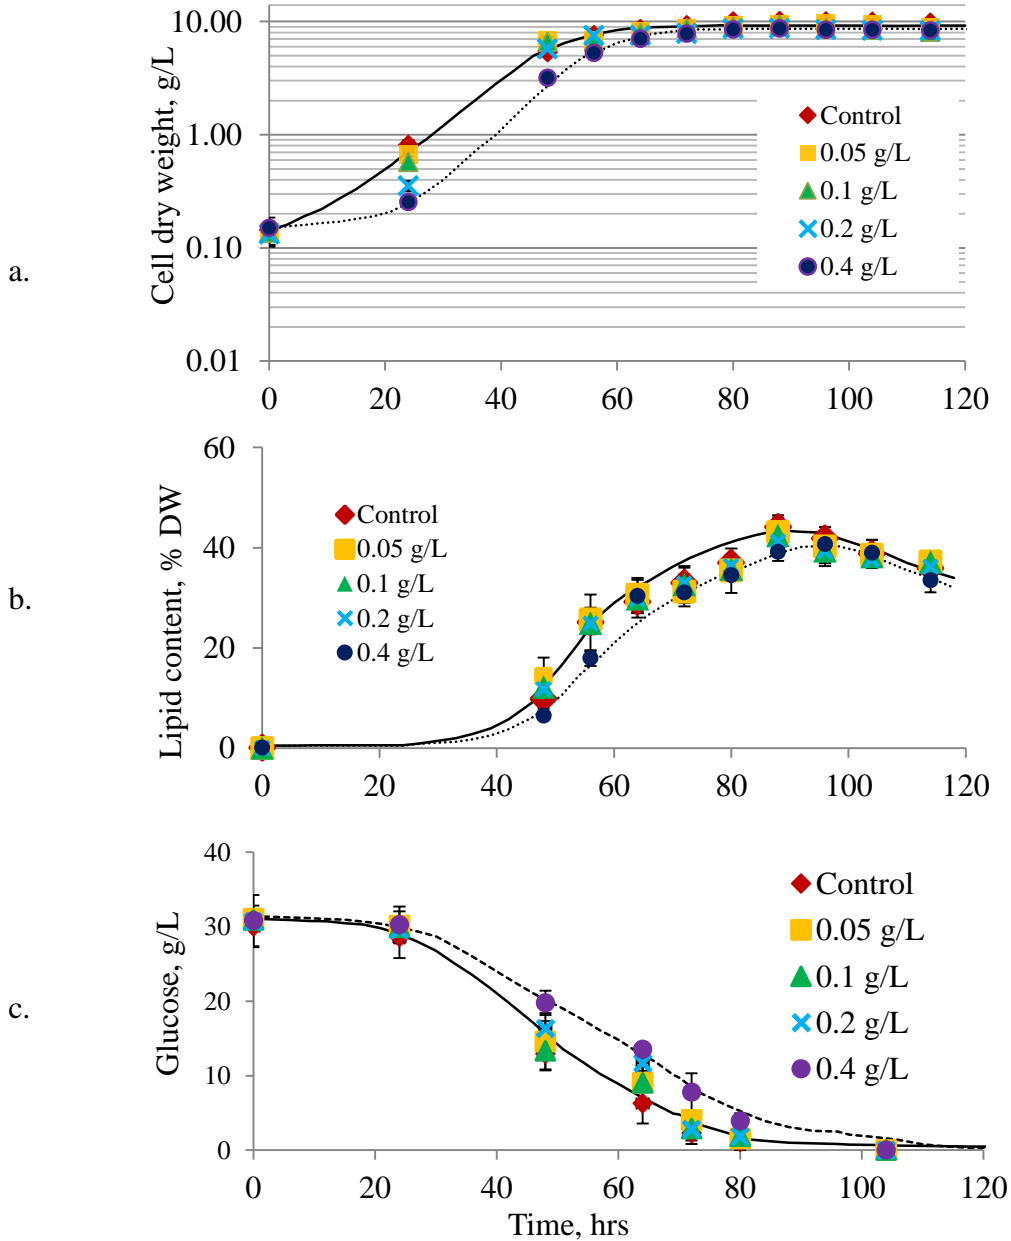 a.
Cell dry weight, g/L
10.00
1.00
0.10
0.01
0 20 40 60 80 100 120
Control
0.05 g/L
0.1 g/L
0.2 g/L
0.4 g/L
b.
Lipid content, % DW
60
40
20
0
0 20 40 60 80 100 120
Control
0.05 g/L
0.1 g/L
0.2 g/L
0.4 g/L
c.
Glucose, g/L
40
30
20
10
0
0 20 40 60 80 100 120
Time, hrs
Control
0.05 g/L
0.1 g/L
0.2 g/L
0.4 g/L